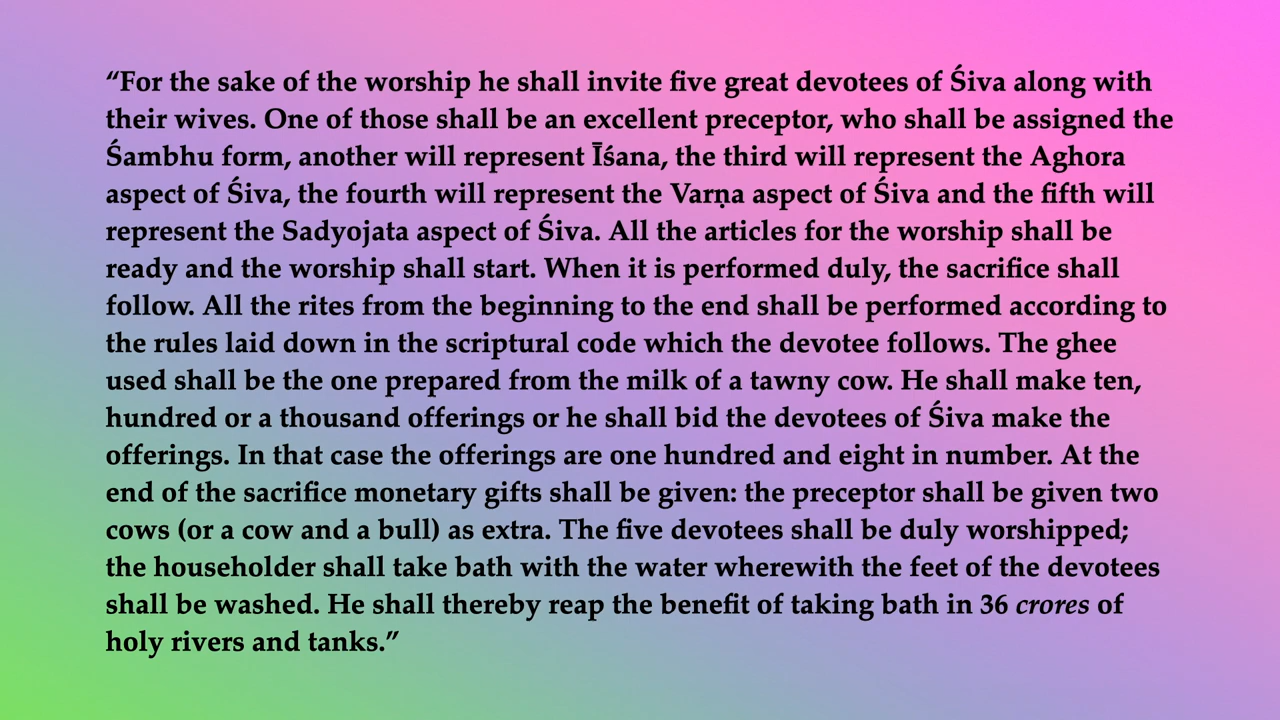 “For the sake of the worship he shall invite five great devotees of Śiva along with
their wives. One of those shall be an excellent preceptor, who shall be assigned the
Śambhu form, another will represent Īśana, the third will represent the Aghora
aspect of Śiva, the fourth will represent the Varṇa aspect of Śiva and the fifth will
represent the Sadyojata aspect of Śiva. All the articles for the worship shall be
ready and the worship shall start. When it is performed duly, the sacrifice shall
follow. All the rites from the beginning to the end shall be performed according to
the rules laid down in the scriptural code which the devotee follows. The ghee
used shall be the one prepared from the milk of a tawny cow. He shall make ten,
hundred or a thousand offerings or he shall bid the devotees of Śiva make the
offerings. In that case the offerings are one hundred and eight in number. At the
end of the sacrifice monetary gifts shall be given: the preceptor shall be given two
cows (or a cow and a bull) as extra. The five devotees shall be duly worshipped;
the householder shall take bath with the water wherewith the feet of the devotees
shall be washed. He shall thereby reap the benefit of taking bath in 36 crores of
holy rivers and tanks.”